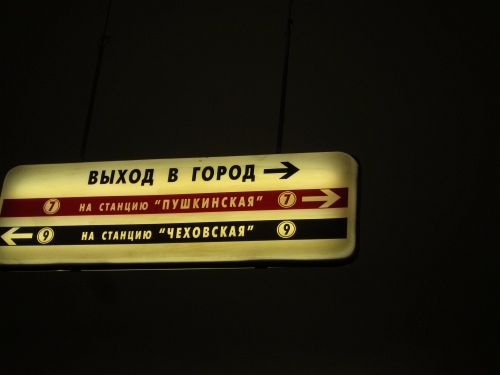 ВЫХОД В ГОРОД →
7 НА СТАНЦИЮ "ПУШКИНСКАЯ" 7 →
← 9 НА СТАНЦИЮ "ЧЕХОВСКАЯ" 9